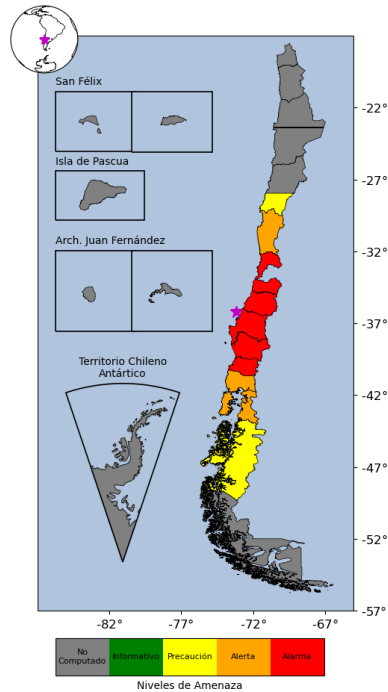 San Félix
Isla de Pascua
Arch. Juan Fernández
Territorio Chileno
Antártico
-22°
-27°
-32°
-37°
-42°
-47°
-52°
-57°
-82°
-77°
-72°
-67°
No
Computado
Informativo
Precaución
Alerta
Alarma
Niveles de Amenaza